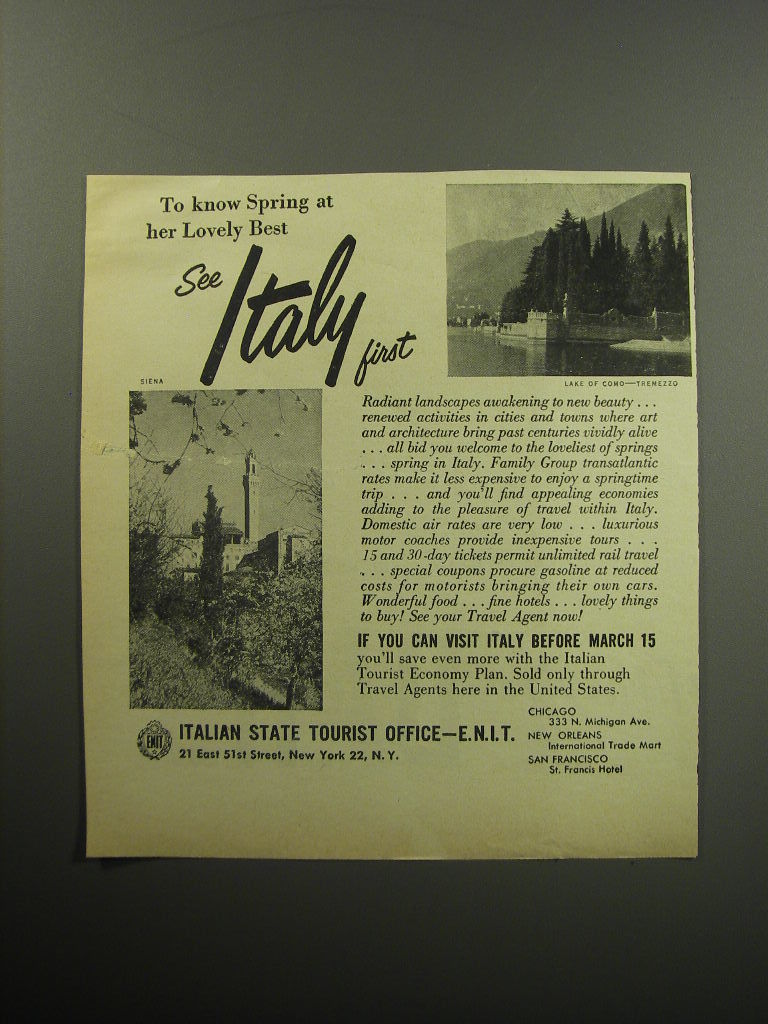 To know Spring at
her Lovely Best
See
Italy
first
LAKE OF COMO—TREMEZZO
SIENA
Radiant landscapes awakening to new beauty . . .
renewed activities in cities and towns where art
and architecture bring past centuries vividly alive
. . . all bid you welcome to the loveliest of springs
. . . spring in Italy. Family Group transatlantic
rates make it less expensive to enjoy a springtime
trip . . . and you'll find appealing economies
adding to the pleasure of travel within Italy.
Domestic air rates are very low . . . luxurious
motor coaches provide inexpensive tours . . .
15 and 30-day tickets permit unlimited rail travel
. . . special coupons procure gasoline at reduced
costs for motorists bringing their own cars.
Wonderful food . . . fine hotels . . . lovely things
to buy! See your Travel Agent now!
IF YOU CAN VISIT ITALY BEFORE MARCH 15
you'll save even more with the Italian
Tourist Economy Plan. Sold only through
Travel Agents here in the United States.
ENIT
ITALIAN STATE TOURIST OFFICE—E.N.I.T.
21 East 51st Street, New York 22, N. Y.
CHICAGO
333 N. Michigan Ave.
NEW ORLEANS
International Trade Mart
SAN FRANCISCO
St. Francis Hotel